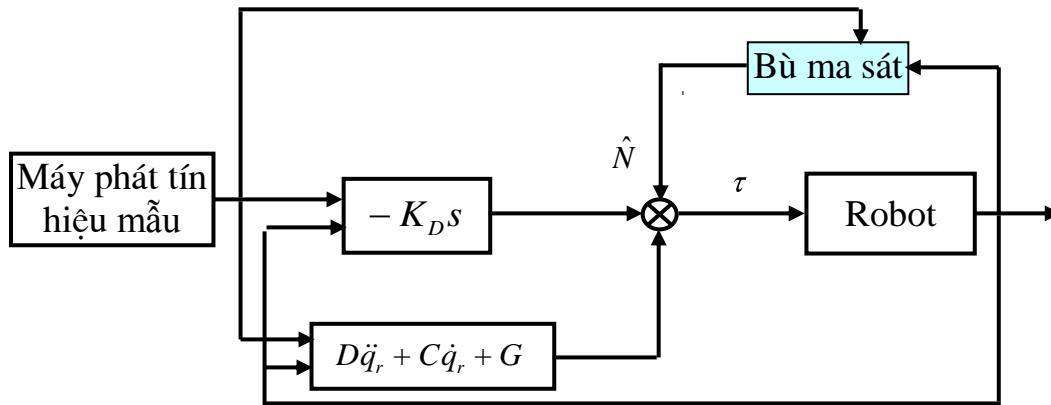 Bù ma sát
N̂
τ
Máy phát tín
hiệu mẫu
− K_D s
Robot
Dq̈_r + Cq̇_r + G